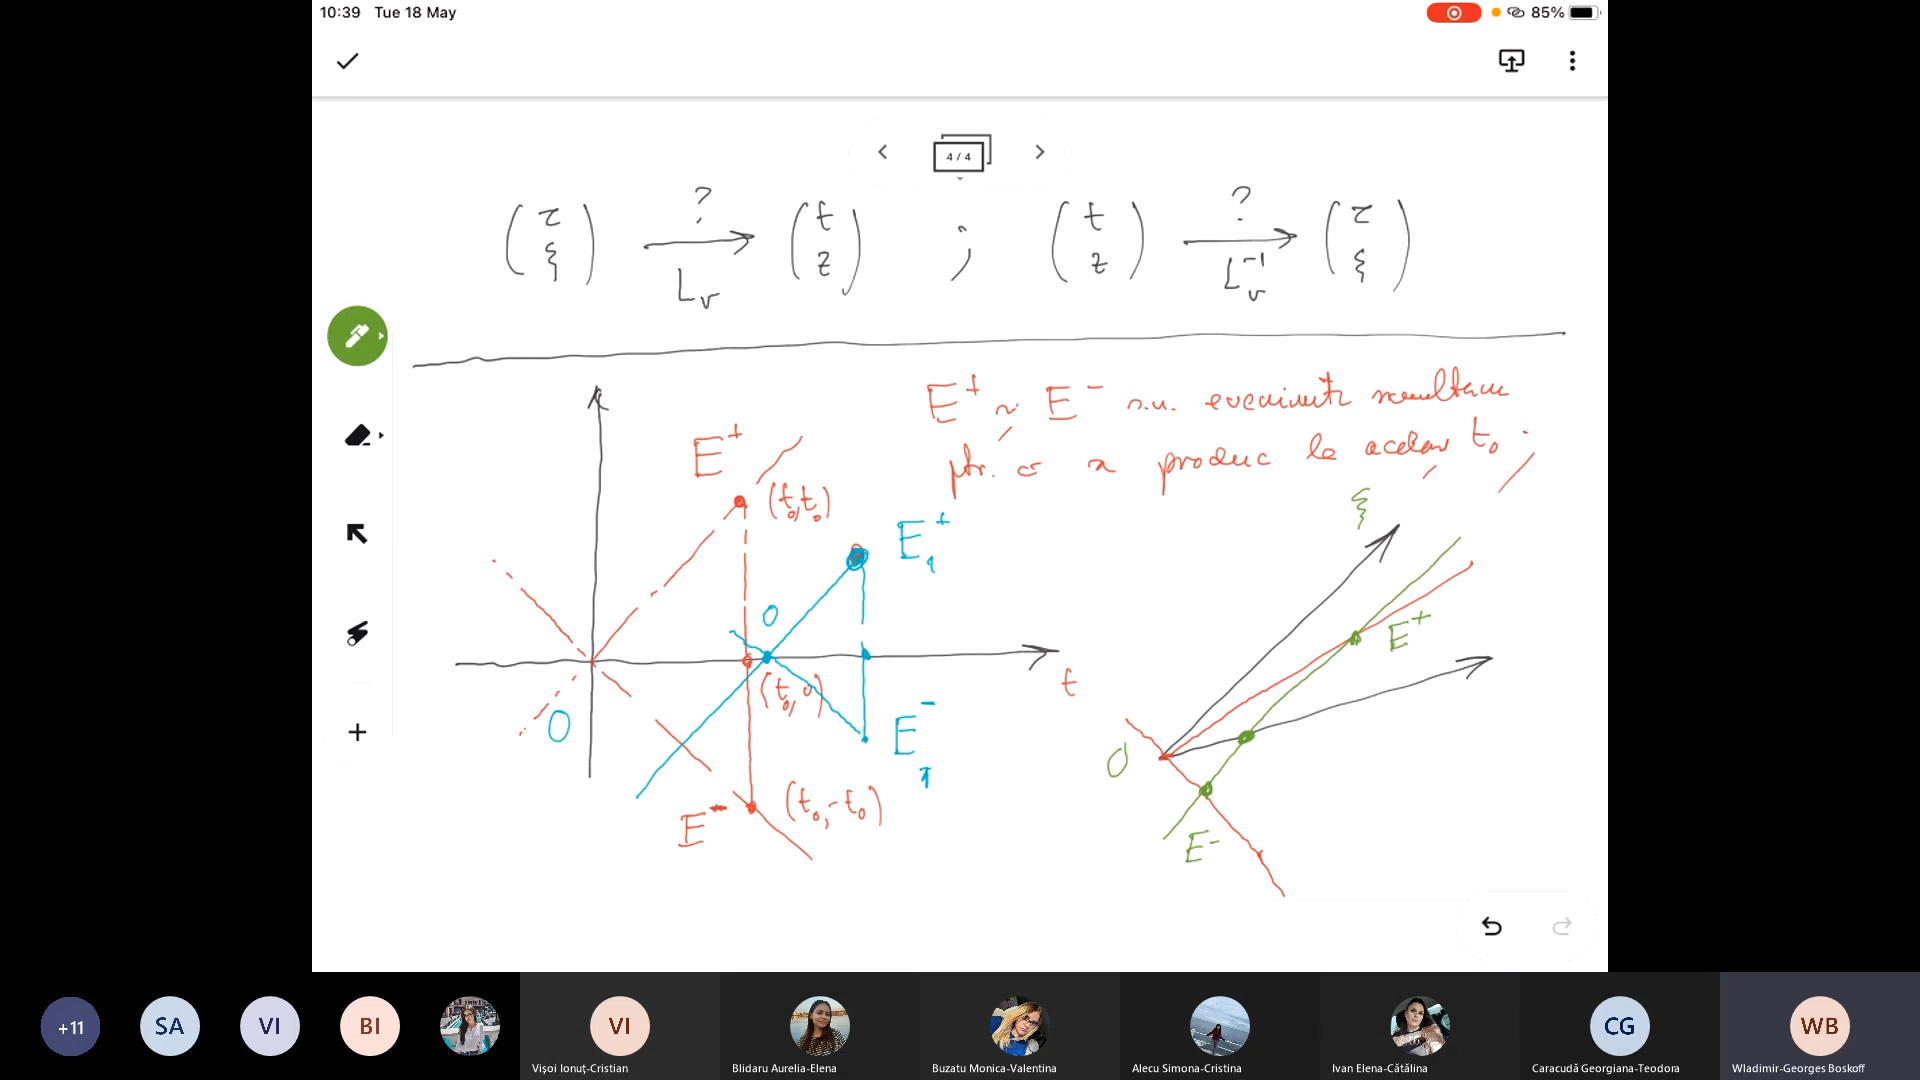 10:39 Tue 18 May
85%
4 / 4
(τ ξ) ? L_v (t z) ; (t z) ? L_v^-1 (τ ξ)
E⁺ și E⁻ s.n. evenimente simultane
ptr. că se produc la același t₀ ;
E⁺
(t₀,t₀)
E₁⁺
ξ
O
E⁺
(t₀,0)
t
O
E₁⁻
O
E⁻
(t₀,-t₀)
E⁻
+11
SA
VI
BI
VI
CG
WB
Vișoi Ionuț-Cristian
Blidaru Aurelia-Elena
Buzatu Monica-Valentina
Alecu Simona-Cristina
Ivan Elena-Cătălina
Caracudă Georgiana-Teodora
Wladimir-Georges Boskoff